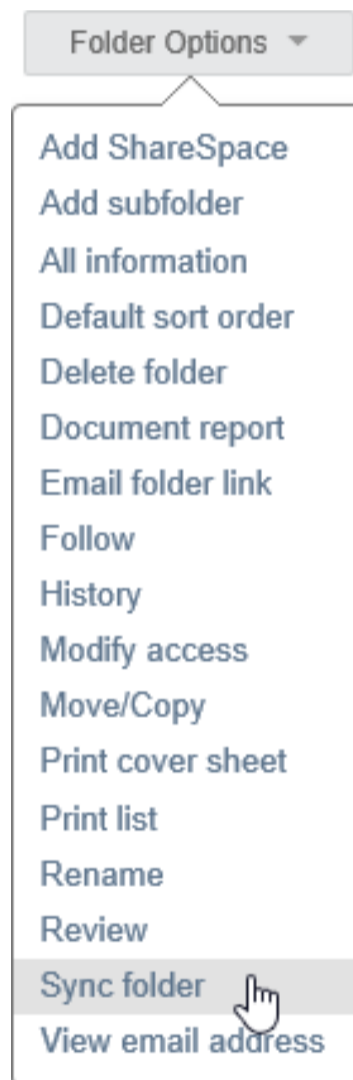 Folder Options
Add ShareSpace
Add subfolder
All information
Default sort order
Delete folder
Document report
Email folder link
Follow
History
Modify access
Move/Copy
Print cover sheet
Print list
Rename
Review
Sync folder
View email address